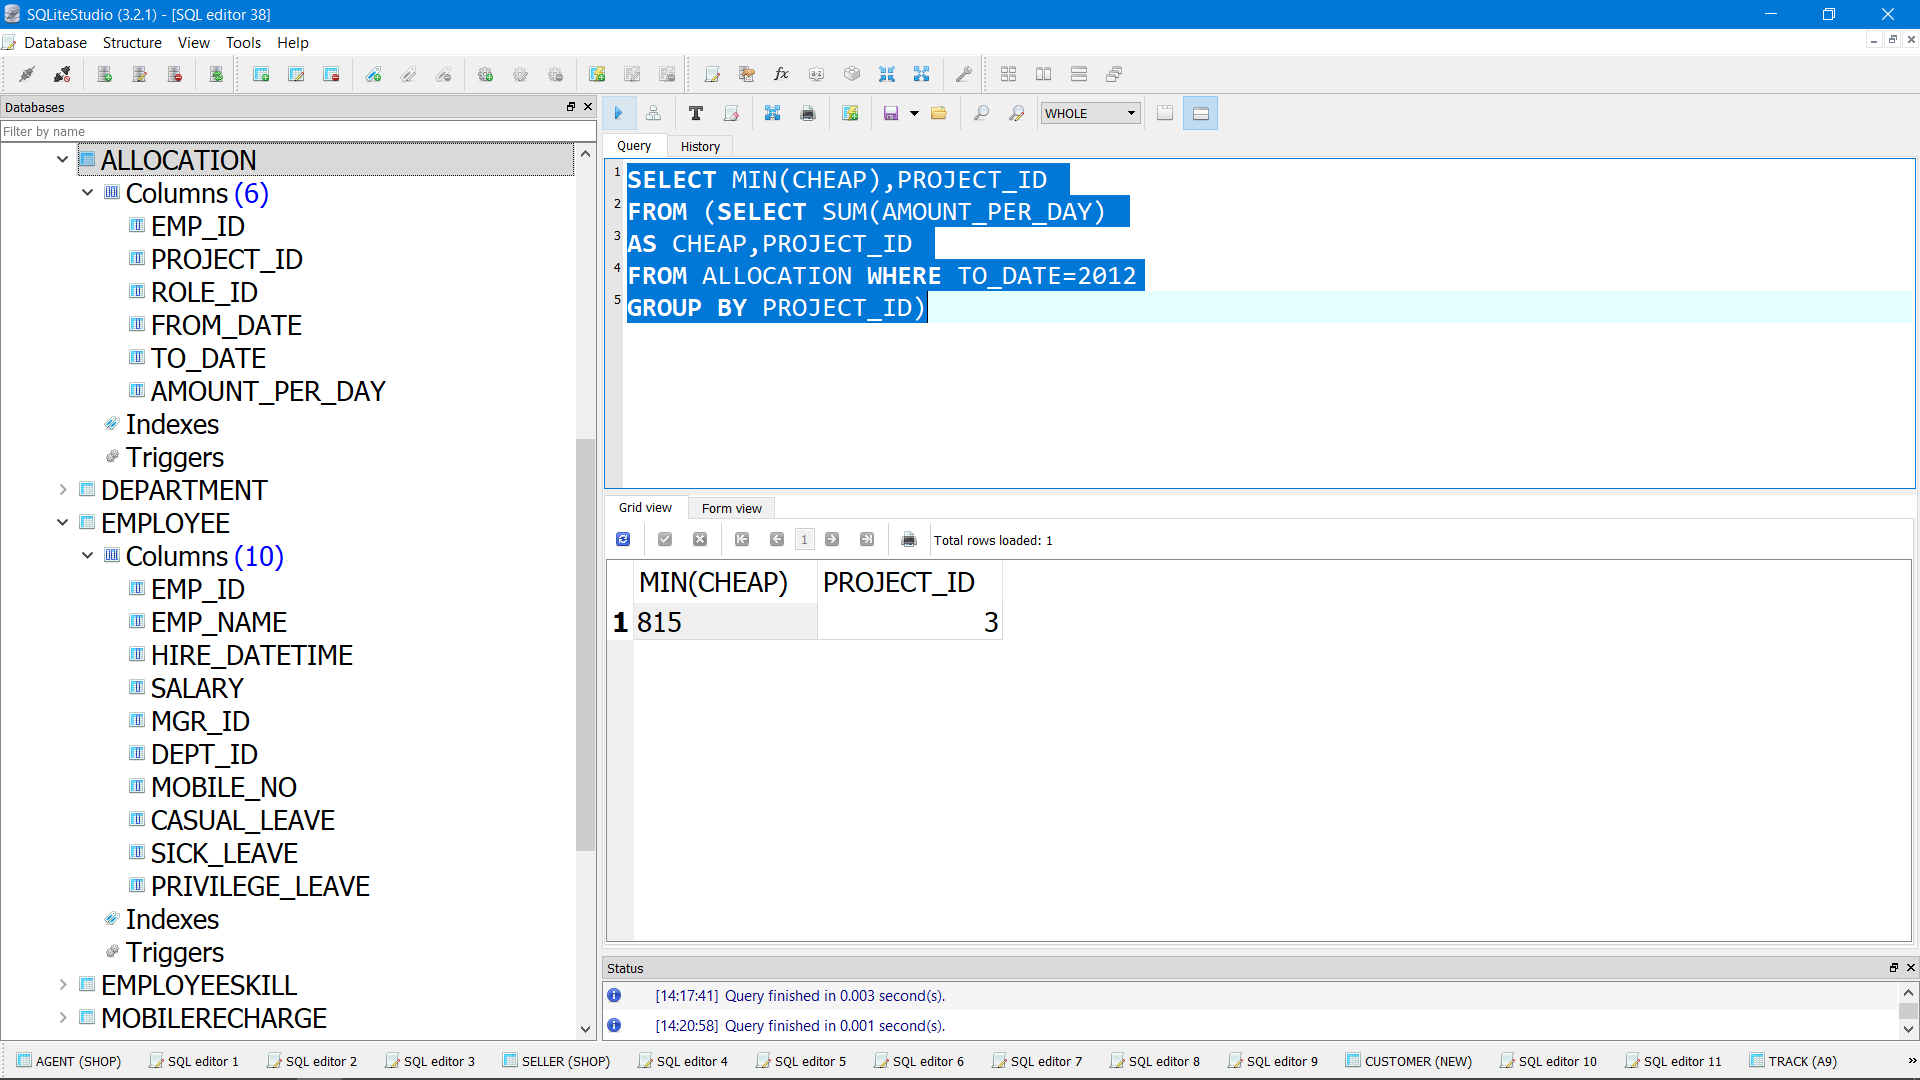 SQLiteStudio (3.2.1) - [SQL editor 38]
Database Structure View Tools Help
Databases
Filter by name
ALLOCATION
Columns (6)
EMP_ID
PROJECT_ID
ROLE_ID
FROM_DATE
TO_DATE
AMOUNT_PER_DAY
Indexes
Triggers
DEPARTMENT
EMPLOYEE
Columns (10)
EMP_ID
EMP_NAME
HIRE_DATETIME
SALARY
MGR_ID
DEPT_ID
MOBILE_NO
CASUAL_LEAVE
SICK_LEAVE
PRIVILEGE_LEAVE
Indexes
Triggers
EMPLOYEESKILL
MOBILERECHARGE
WHOLE
Query History
1 SELECT MIN(CHEAP),PROJECT_ID
2 FROM (SELECT SUM(AMOUNT_PER_DAY)
3 AS CHEAP,PROJECT_ID
4 FROM ALLOCATION WHERE TO_DATE=2012
5 GROUP BY PROJECT_ID)
Grid view Form view
1 Total rows loaded: 1
MIN(CHEAP) PROJECT_ID
1 815 3
Status
[14:17:41] Query finished in 0.003 second(s).
[14:20:58] Query finished in 0.001 second(s).
AGENT (SHOP) SQL editor 1 SQL editor 2 SQL editor 3 SELLER (SHOP) SQL editor 4 SQL editor 5 SQL editor 6 SQL editor 7 SQL editor 8 SQL editor 9 CUSTOMER (NEW) SQL editor 10 SQL editor 11 TRACK (A9) »